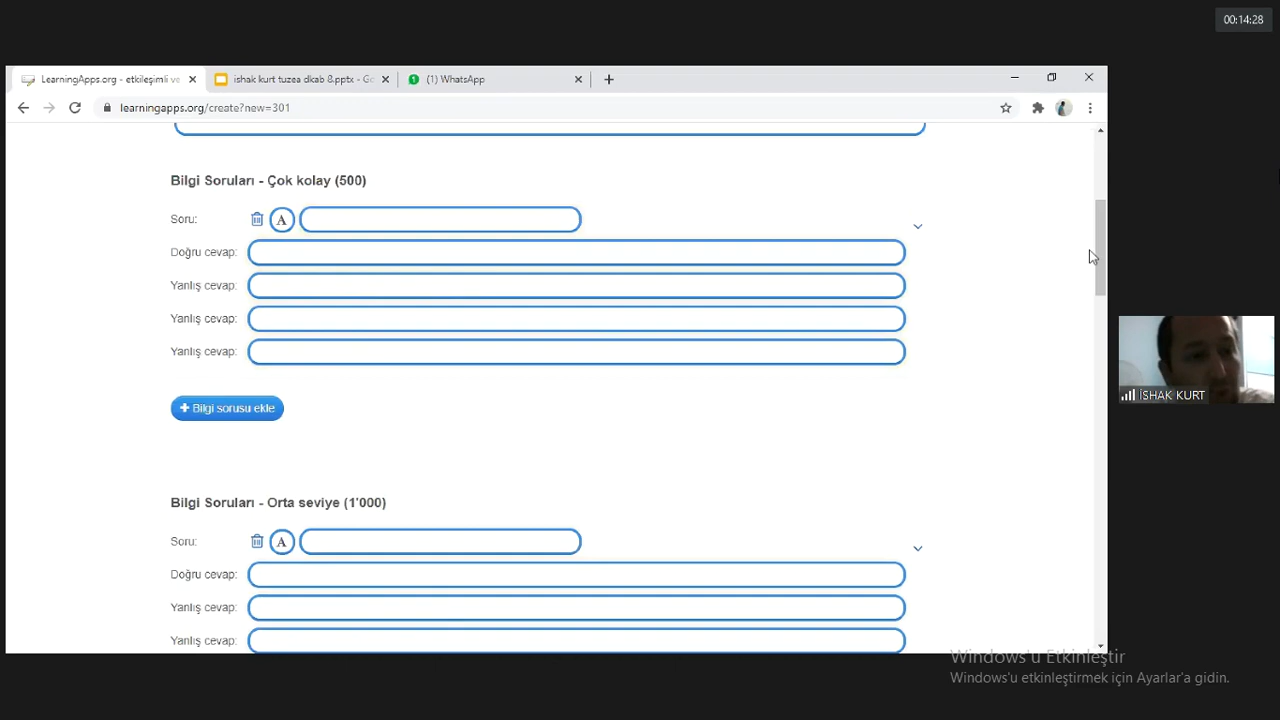 00:14:28
LearningApps.org - etkileşimli ve
ishak kurt tuzea dkab 8.pptx - Go
(1) WhatsApp
learningapps.org/create?new=301
Bilgi Soruları - Çok kolay (500)
Soru:
A
Doğru cevap:
Yanlış cevap:
Yanlış cevap:
Yanlış cevap:
+ Bilgi sorusu ekle
İSHAK KURT
Bilgi Soruları - Orta seviye (1'000)
Soru:
A
Doğru cevap:
Yanlış cevap:
Yanlış cevap:
Windows'u Etkinleştir
Windows'u etkinleştirmek için Ayarlar'a gidin.